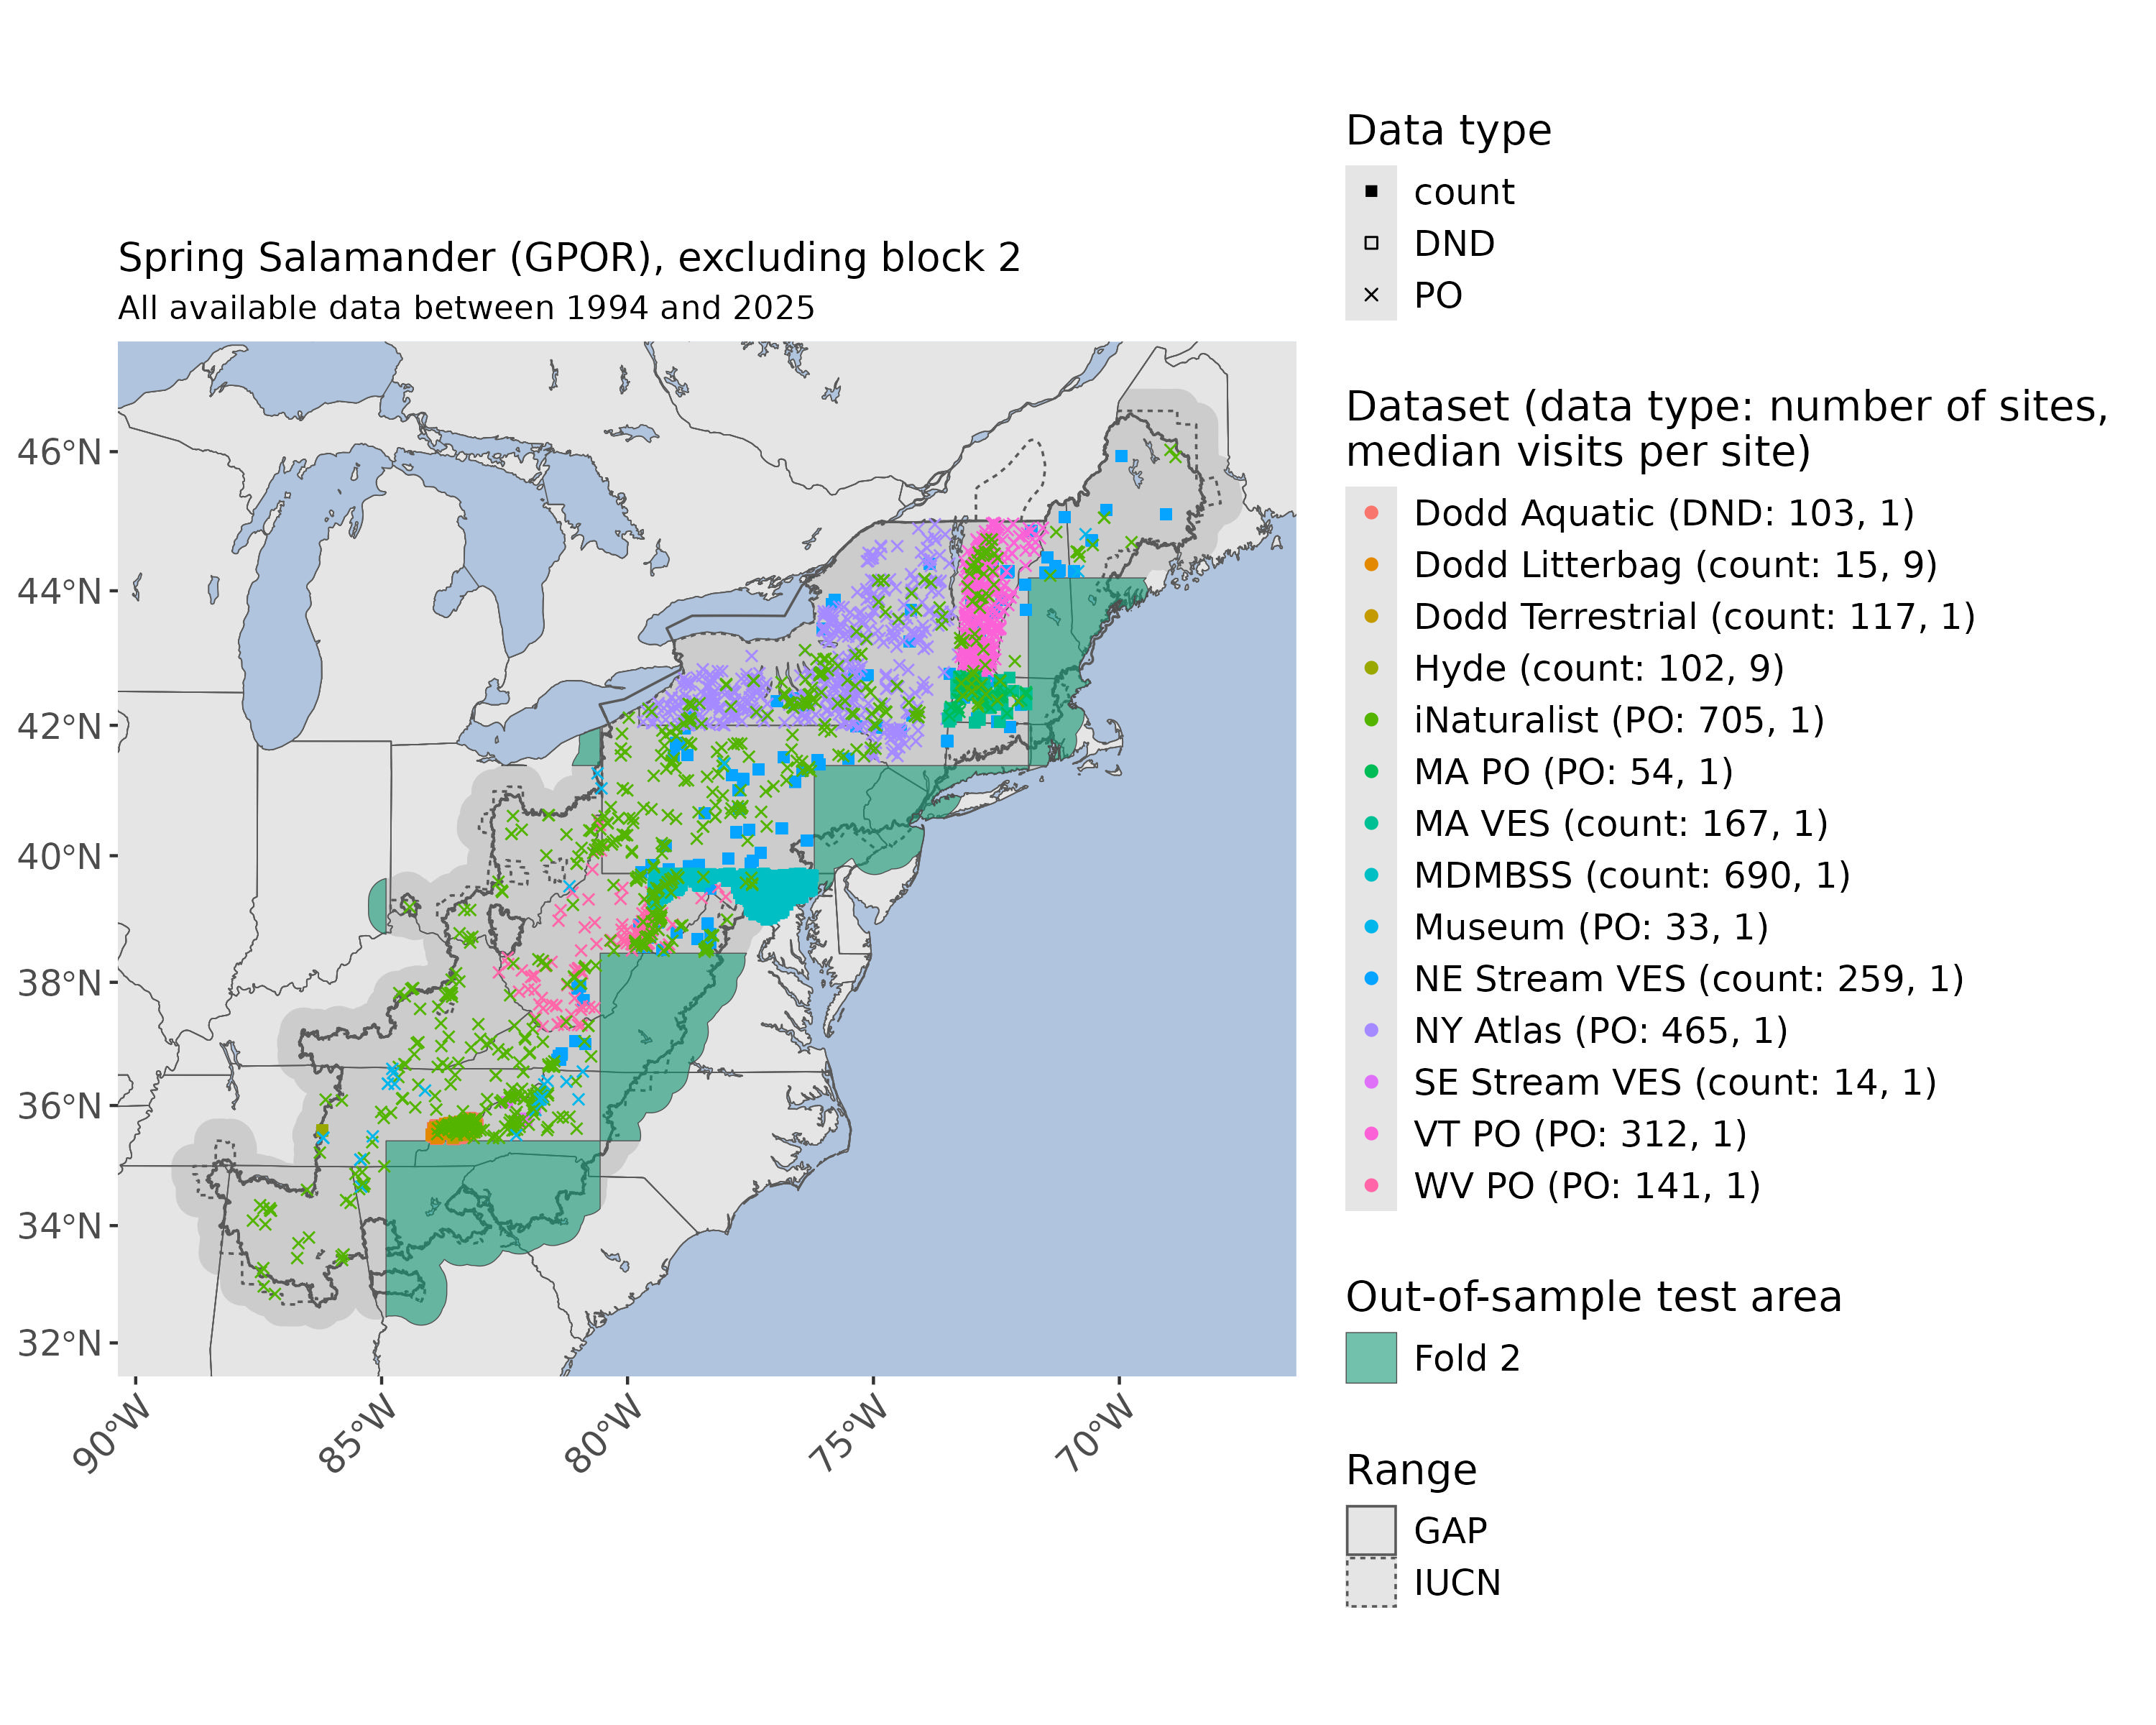 Spring Salamander (GPOR), excluding block 2
All available data between 1994 and 2025
46°N
44°N
42°N
40°N
38°N
36°N
34°N
32°N
90°W
85°W
80°W
75°W
70°W
Data type
count
DND
PO
Dataset (data type: number of sites,
median visits per site)
Dodd Aquatic (DND: 103, 1)
Dodd Litterbag (count: 15, 9)
Dodd Terrestrial (count: 117, 1)
Hyde (count: 102, 9)
iNaturalist (PO: 705, 1)
MA PO (PO: 54, 1)
MA VES (count: 167, 1)
MDMBSS (count: 690, 1)
Museum (PO: 33, 1)
NE Stream VES (count: 259, 1)
NY Atlas (PO: 465, 1)
SE Stream VES (count: 14, 1)
VT PO (PO: 312, 1)
WV PO (PO: 141, 1)
Out-of-sample test area
Fold 2
Range
GAP
IUCN